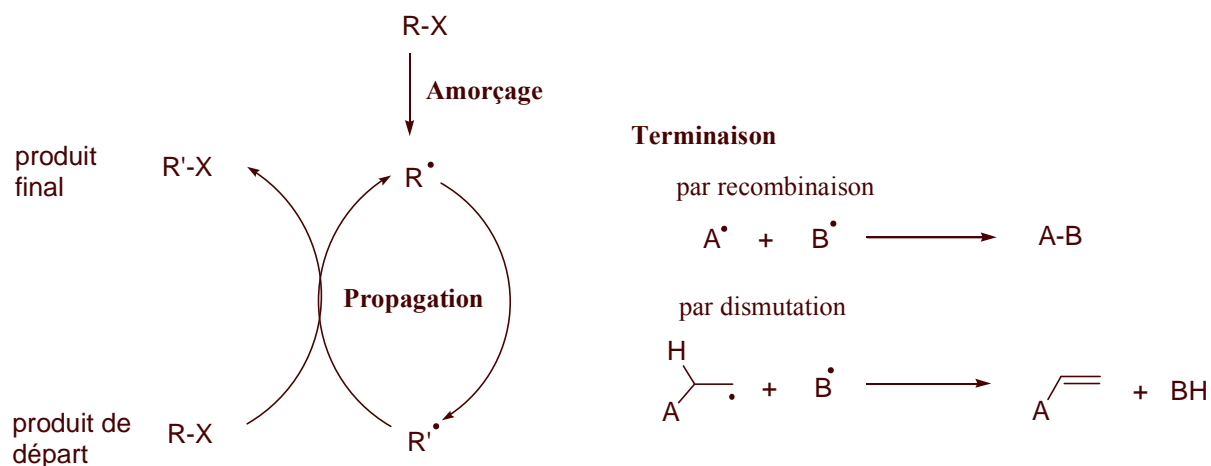 R-X
Amorçage
produit
final
R'-X
R•
Propagation
produit de
départ
R-X
R'•
Terminaison
par recombinaison
A• + B• A-B
par dismutation
H
A • + B• A + BH